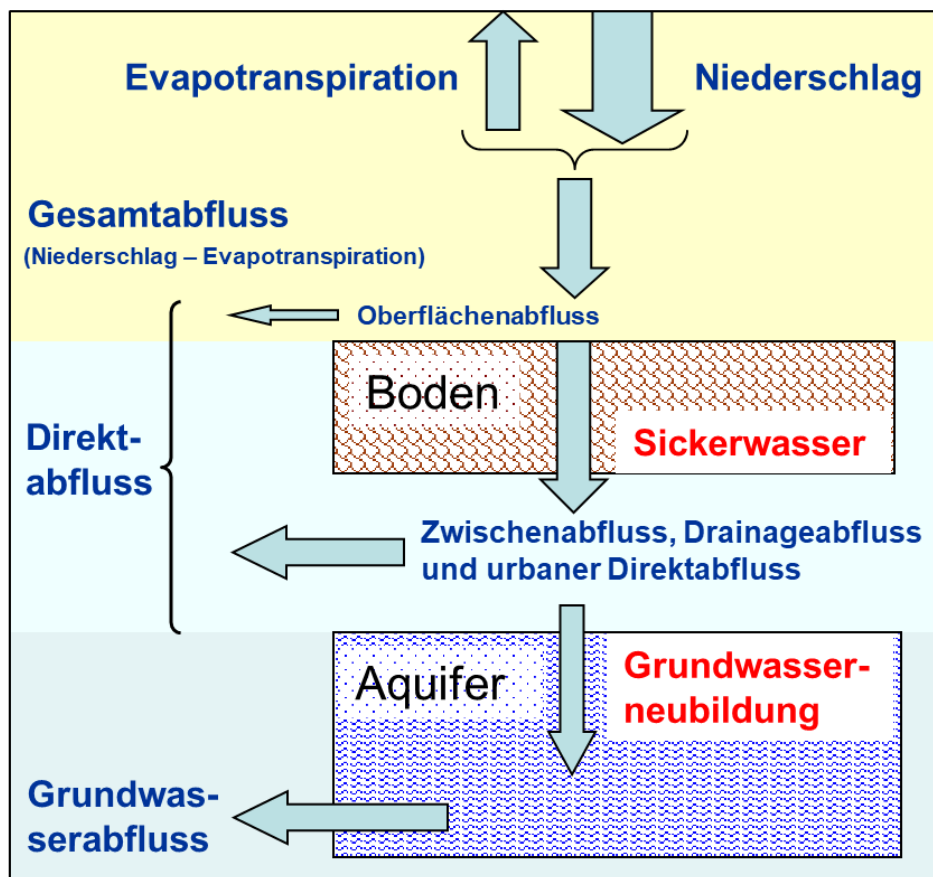 Evapotranspiration
Niederschlag
Gesamtabfluss
(Niederschlag – Evapotranspiration)
Oberflächenabfluss
Boden
Direkt-
abfluss
Sickerwasser
Zwischenabfluss, Drainageabfluss
und urbaner Direktabfluss
Aquifer
Grundwasser-
neubildung
Grundwas-
serabfluss